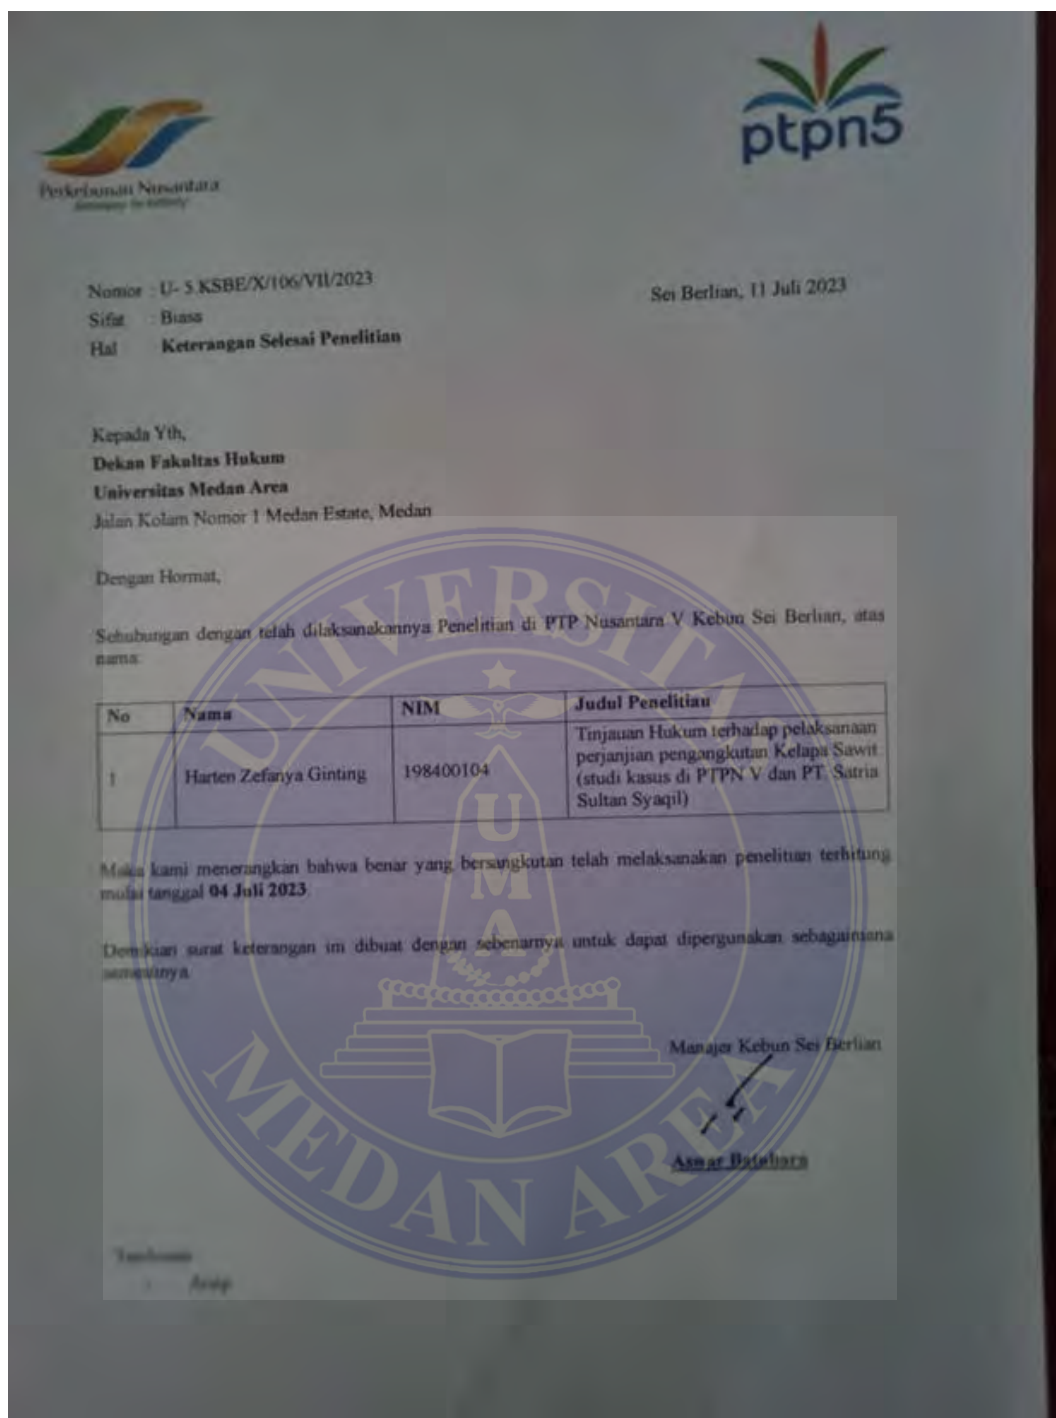 Perkebunan Nusantara
ptpn5
Nomor : U- 5.KSBE/X/106/VII/2023
Sei Berlian, 11 Juli 2023
Sifat : Biasa
Hal Keterangan Selesai Penelitian
Kepada Yth,
Dekan Fakultas Hukum
Universitas Medan Area
Jalan Kolam Nomor 1 Medan Estate, Medan
Dengan Hormat,
Sehubungan dengan telah dilaksanakannya Penelitian di PTP Nusantara V Kebun Sei Berlian, atas
nama:
No Nama NIM Judul Penelitian
1 Harten Zefanya Ginting 198400104 Tinjauan Hukum terhadap pelaksanaan
perjanjian pengangkutan Kelapa Sawit
(studi kasus di PTPN V dan PT. Satria
Sultan Syaqil)
Maka kami menerangkan bahwa benar yang bersangkutan telah melaksanakan penelitian terhitung
mulai tanggal 04 Juli 2023.
Demikian surat keterangan ini dibuat dengan sebenarnya untuk dapat dipergunakan sebagaimana
semestinya
Manajer Kebun Sei Berlian
Aswar Batubara
Tembusan
Arsip
UNIVERSITAS
UMA
MEDAN AREA